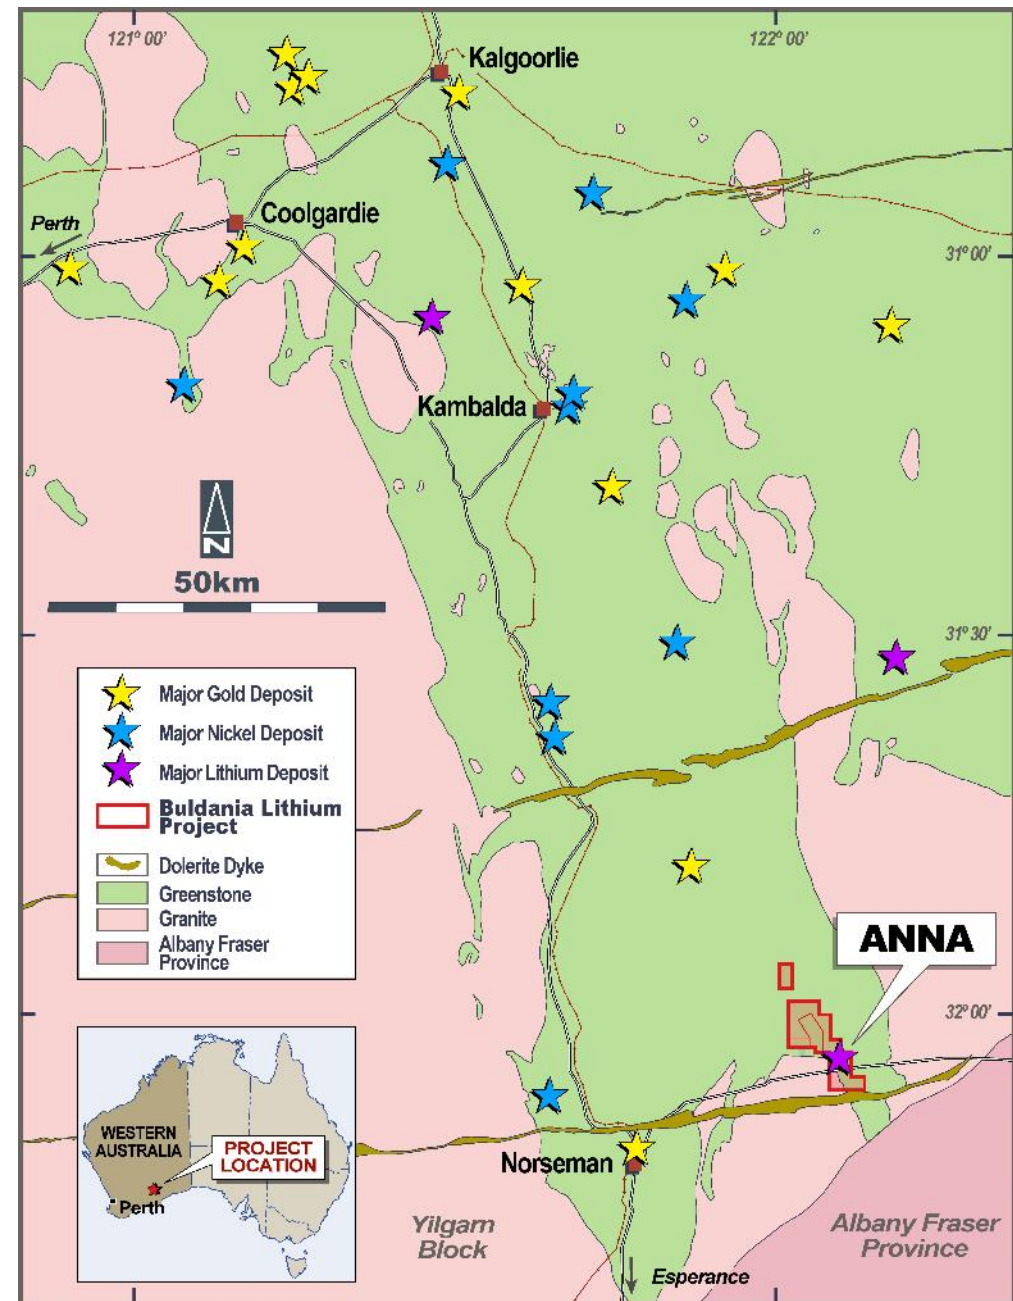 121° 00'
122° 00'
Kalgoorlie
Coolgardie
Perth
31° 00'
Kambalda
N
50km
31° 30'
Major Gold Deposit
Major Nickel Deposit
Major Lithium Deposit
Buldania Lithium
Project
Dolerite Dyke
Greenstone
Granite
Albany Fraser
Province
ANNA
32° 00'
WESTERN
AUSTRALIA
PROJECT
LOCATION
Perth
Norseman
Yilgarn
Block
Albany Fraser
Province
Esperance